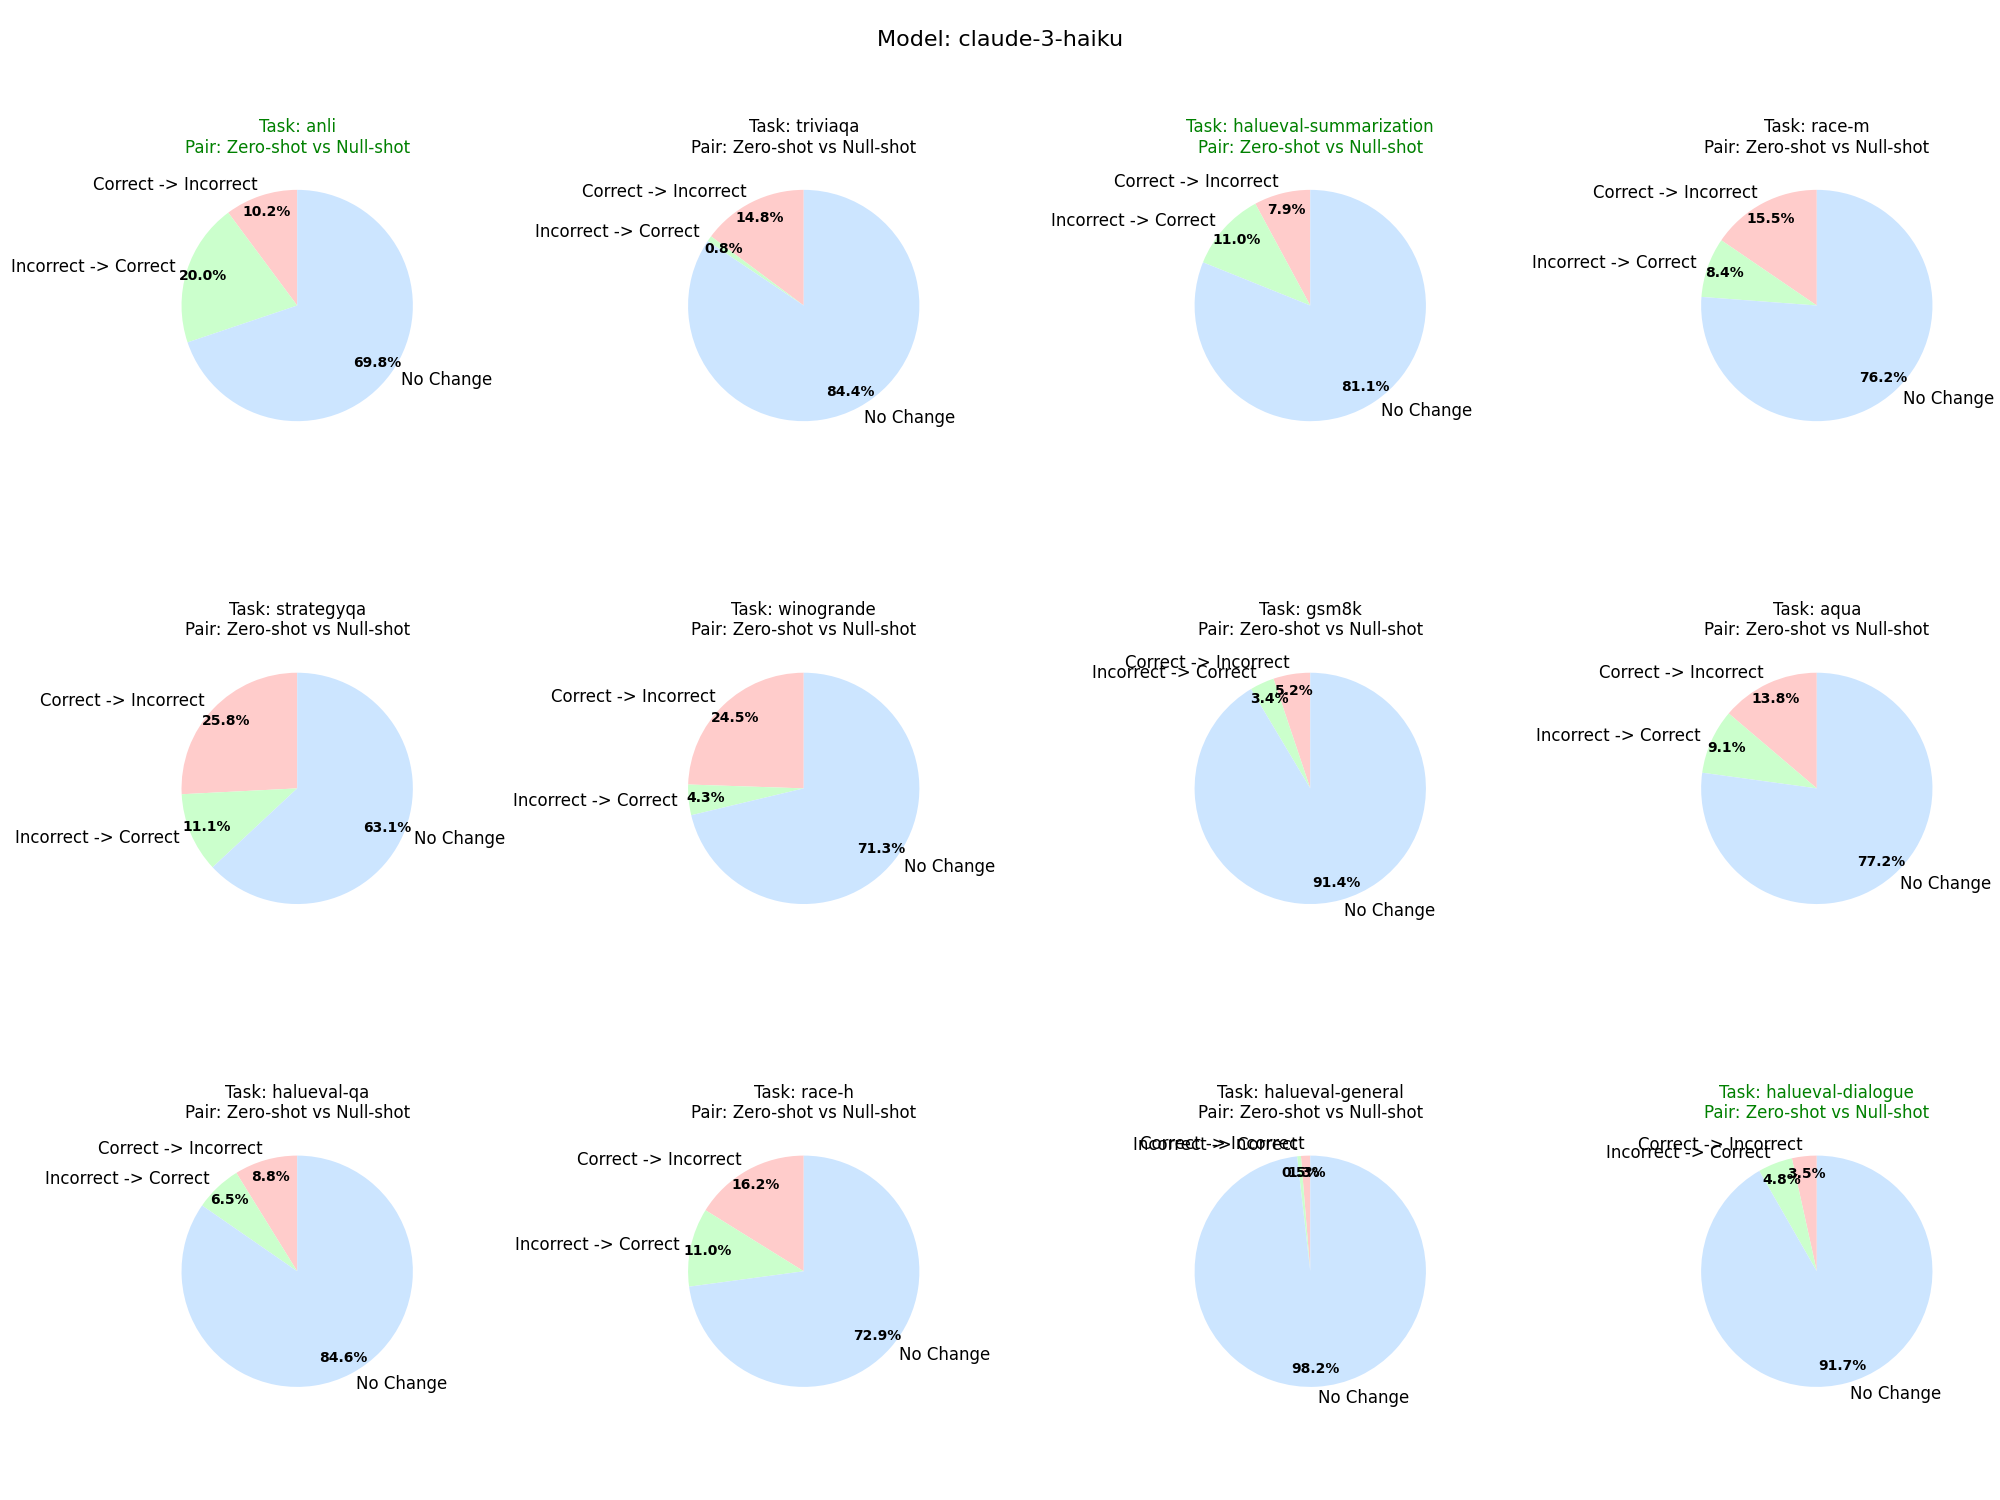 Model: claude-3-haiku
Task: anli
Pair: Zero-shot vs Null-shot
Correct -> Incorrect
10.2%
Incorrect -> Correct
20.0%
69.8%
No Change
Task: triviaqa
Pair: Zero-shot vs Null-shot
Correct -> Incorrect
14.8%
Incorrect -> Correct
0.8%
84.4%
No Change
Task: halueval-summarization
Pair: Zero-shot vs Null-shot
Correct -> Incorrect
7.9%
Incorrect -> Correct
11.0%
81.1%
No Change
Task: race-m
Pair: Zero-shot vs Null-shot
Correct -> Incorrect
15.5%
Incorrect -> Correct
8.4%
76.2%
No Change
Task: strategyqa
Pair: Zero-shot vs Null-shot
Correct -> Incorrect
25.8%
Incorrect -> Correct
11.1%
63.1%
No Change
Task: winogrande
Pair: Zero-shot vs Null-shot
Correct -> Incorrect
24.5%
Incorrect -> Correct
4.3%
71.3%
No Change
Task: gsm8k
Pair: Zero-shot vs Null-shot
Correct -> Incorrect
5.2%
Incorrect -> Correct
3.4%
91.4%
No Change
Task: aqua
Pair: Zero-shot vs Null-shot
Correct -> Incorrect
13.8%
Incorrect -> Correct
9.1%
77.2%
No Change
Task: halueval-qa
Pair: Zero-shot vs Null-shot
Correct -> Incorrect
8.8%
Incorrect -> Correct
6.5%
84.6%
No Change
Task: race-h
Pair: Zero-shot vs Null-shot
Correct -> Incorrect
16.2%
Incorrect -> Correct
11.0%
72.9%
No Change
Task: halueval-general
Pair: Zero-shot vs Null-shot
Correct -> Incorrect
1.3%
Incorrect -> Correct
0.5%
98.2%
No Change
Task: halueval-dialogue
Pair: Zero-shot vs Null-shot
Correct -> Incorrect
3.5%
Incorrect -> Correct
4.8%
91.7%
No Change